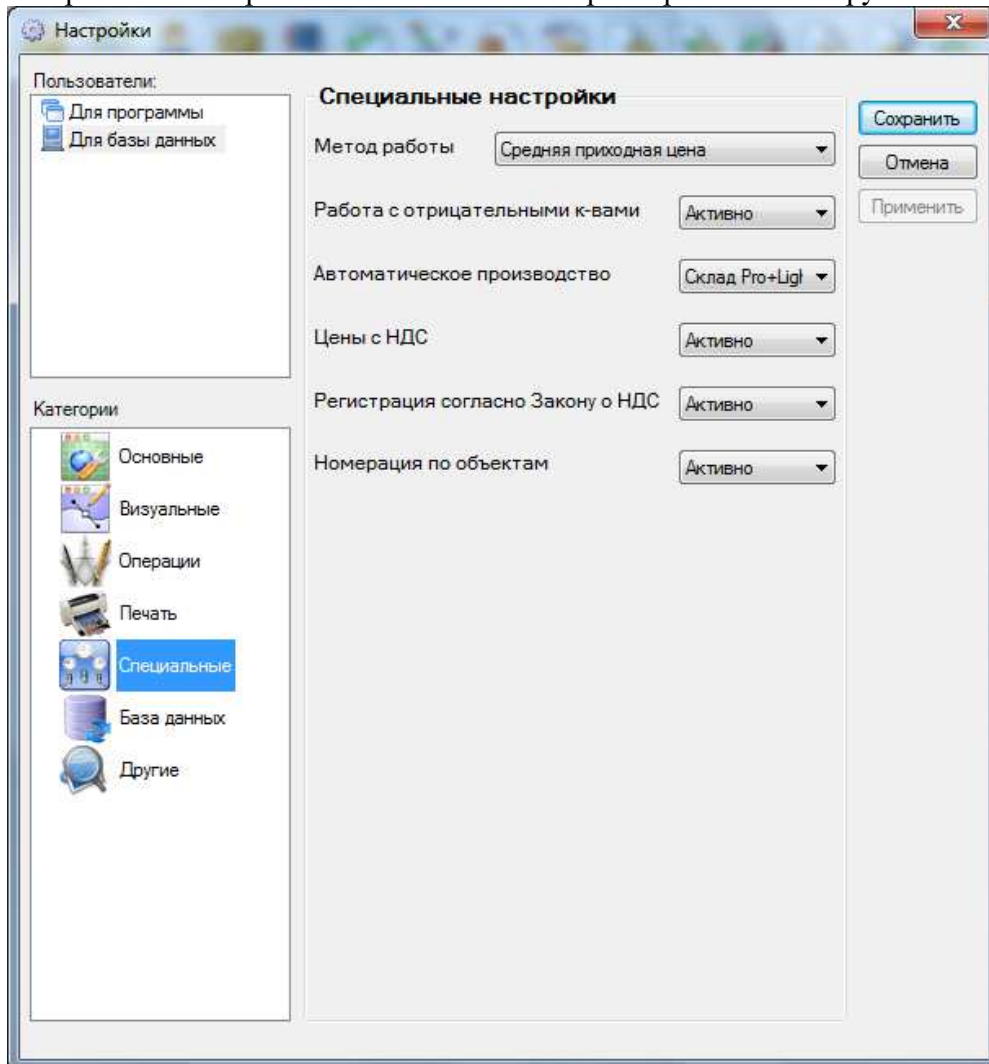 Настройки
Пользователи:
Для программы
Для базы данных
Категории
Основные
Визуальные
Операции
Печать
Специальные
База данных
Другие
Специальные настройки
Метод работы Средняя приходная цена
Работа с отрицательными к-вами Активно
Автоматическое производство Склад Pro+Ligh
Цены с НДС Активно
Регистрация согласно Закону о НДС Активно
Номерация по объектам Активно
Сохранить
Отмена
Применить